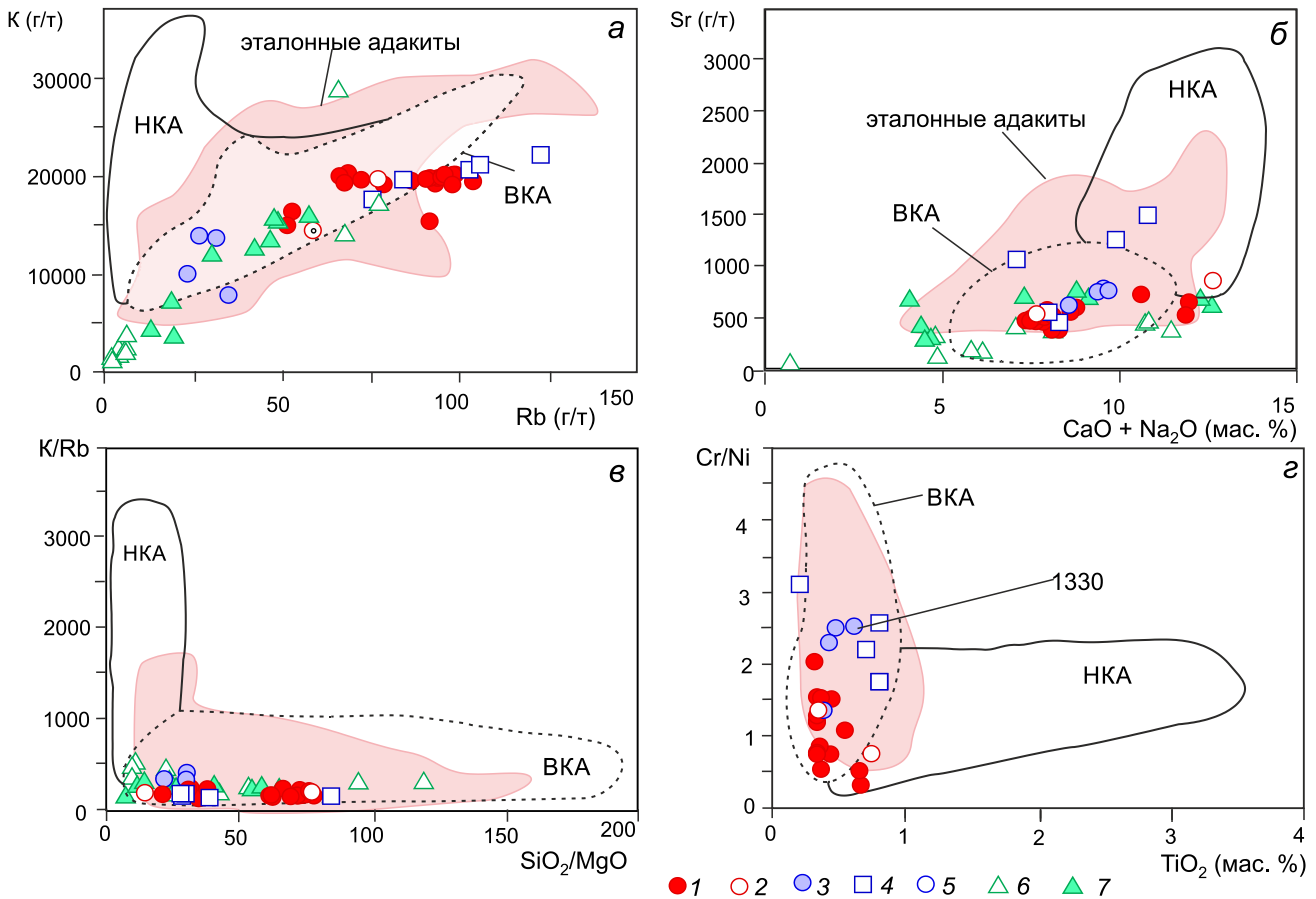 К (г/т)
а
эталонные адакиты
30000
НКА
20000
ВКА
10000
0
0
50
100
150
Rb (г/т)
Sr (г/т)
б
3000
НКА
2500
эталонные адакиты
2000
ВКА
1500
1000
500
0
0
5
10
15
CaO + Na₂O (мас. %)
К/Rb
в
3000
НКА
2000
1000
ВКА
0
0
50
100
150
200
SiO₂/MgO
Cr/Ni
г
ВКА
4
1330
3
2
НКА
1
0
0
1
2
3
4
TiO₂ (мас. %)
1 2 3 4 5 6 7